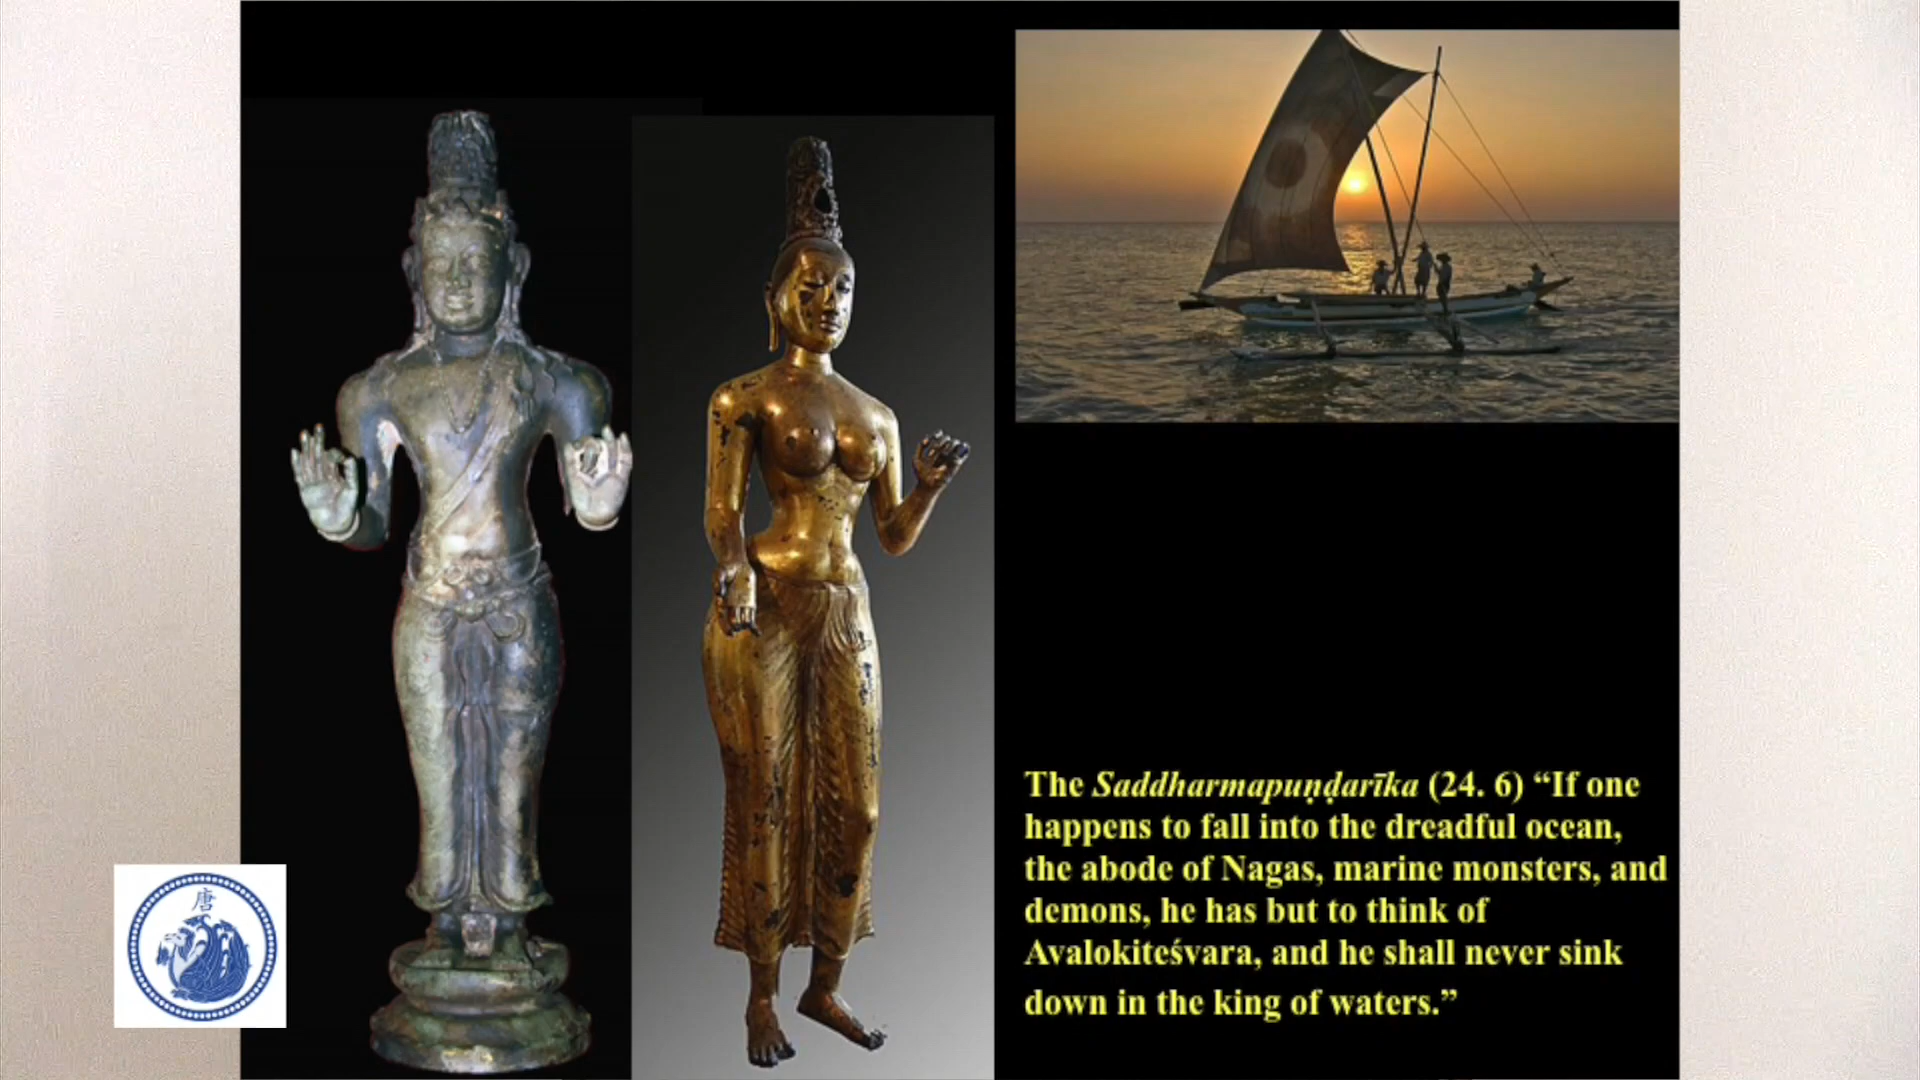 The Saddharmapuṇḍarīka (24. 6) “If one
happens to fall into the dreadful ocean,
the abode of Nagas, marine monsters, and
demons, he has but to think of
Avalokiteśvara, and he shall never sink
down in the king of waters.”
唐